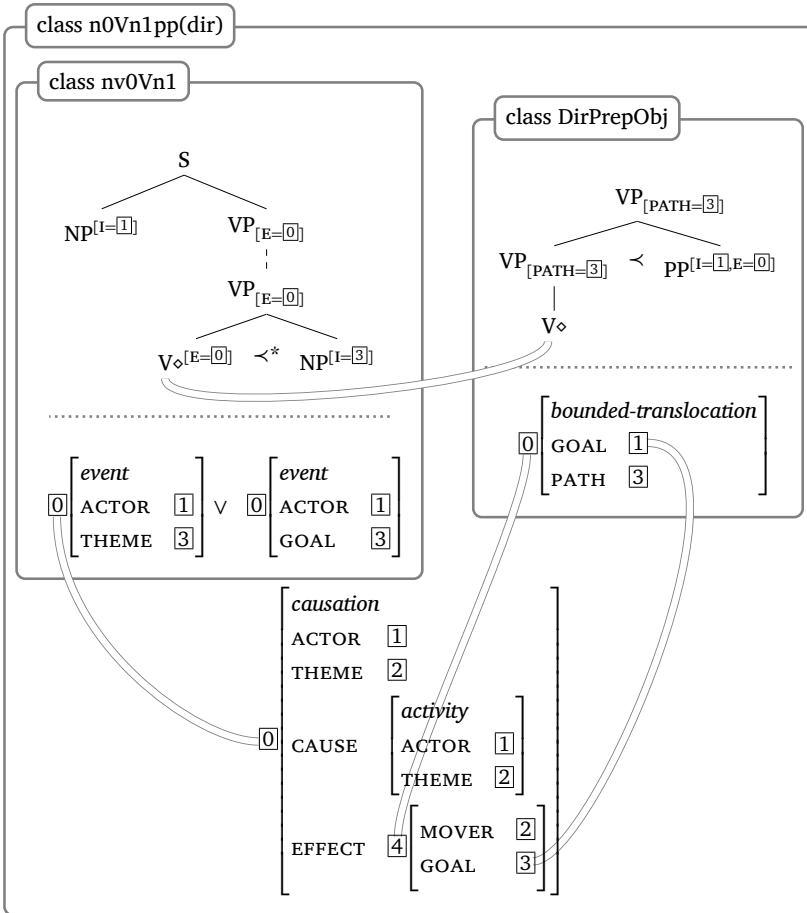 class n0Vn1pp(dir)
class nv0Vn1
S
NP[I=1]
VP[E=0]
VP[E=0]
V⋄[E=0] ≺* NP[I=3]
0 [event
ACTOR 1
THEME 3]
∨
0 [event
ACTOR 1
GOAL 3]
class DirPrepObj
VP[PATH=3]
VP[PATH=3] ≺ PP[I=1,E=0]
V⋄
0 [bounded-translocation
GOAL 1
PATH 3]
0 [causation
ACTOR 1
THEME 2
CAUSE [activity
ACTOR 1
THEME 2]
EFFECT 4 [MOVER 2
GOAL 3]]